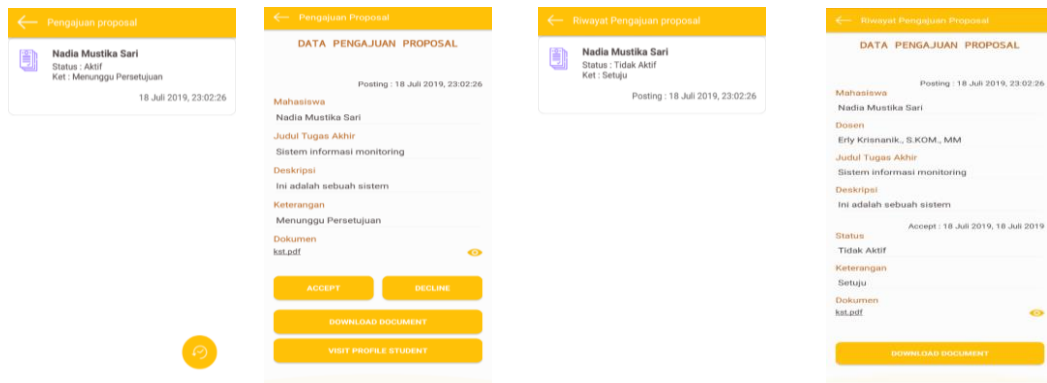 Pengajuan proposal
Nadia Mustika Sari
Status : Aktif
Ket : Menunggu Persetujuan
18 Juli 2019, 23:02:26
Pengajuan Proposal
DATA PENGAJUAN PROPOSAL
Posting : 18 Juli 2019, 23:02:26
Mahasiswa
Nadia Mustika Sari
Judul Tugas Akhir
Sistem informasi monitoring
Deskripsi
Ini adalah sebuah sistem
Keterangan
Menunggu Persetujuan
Dokumen
kst.pdf
ACCEPT
DECLINE
DOWNLOAD DOCUMENT
VISIT PROFILE STUDENT
Riwayat Pengajuan proposal
Nadia Mustika Sari
Status : Tidak Aktif
Ket : Setuju
Posting : 18 Juli 2019, 23:02:26
Riwayat Pengajuan Proposal
DATA PENGAJUAN PROPOSAL
Posting : 18 Juli 2019, 23:02:26
Mahasiswa
Nadia Mustika Sari
Dosen
Erly Krisnanik., S.KOM., MM
Judul Tugas Akhir
Sistem informasi monitoring
Deskripsi
Ini adalah sebuah sistem
Accept : 18 Juli 2019, 18 Juli 2019
Status
Tidak Aktif
Keterangan
Setuju
Dokumen
kst.pdf
DOWNLOAD DOCUMENT